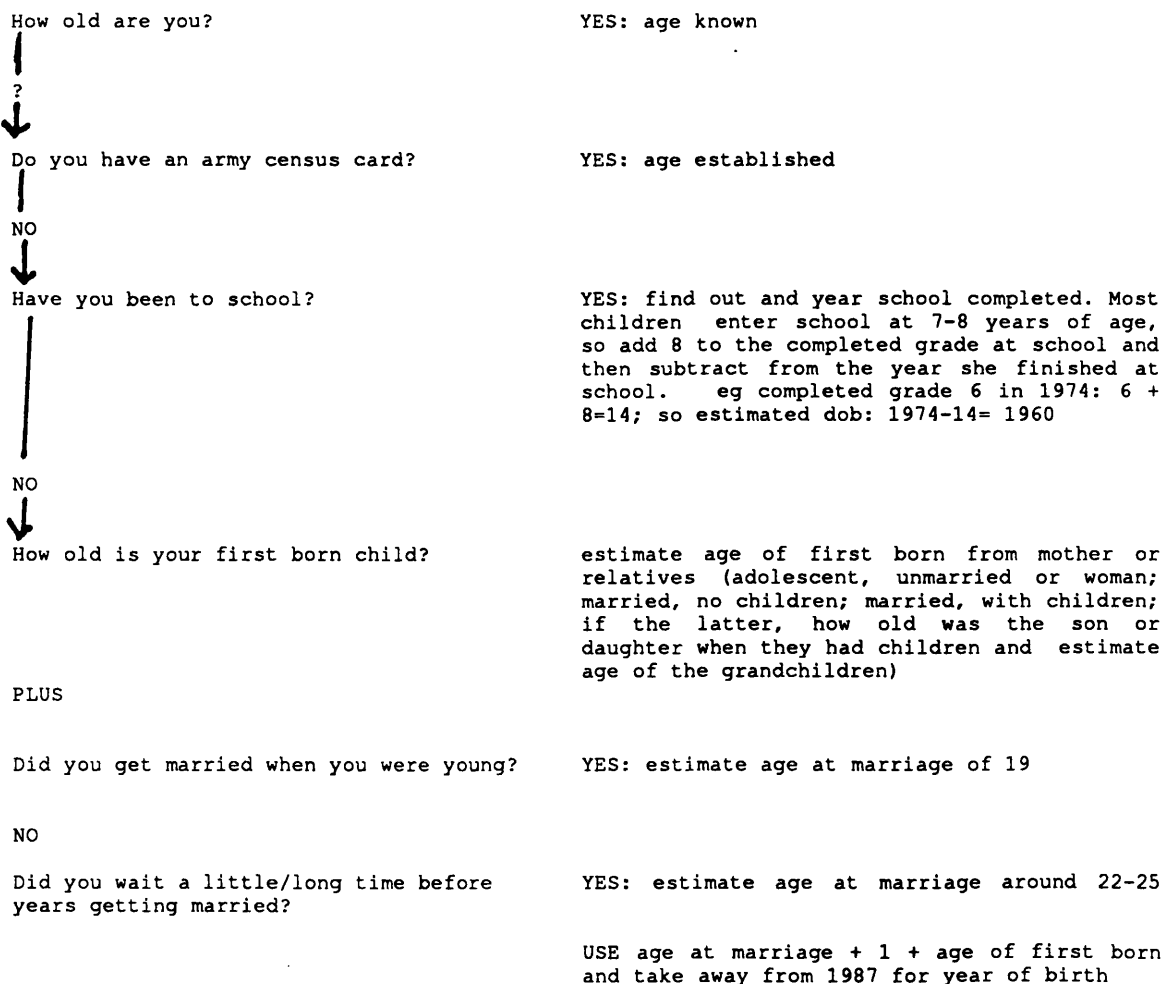 How old are you?
YES: age known
?
Do you have an army census card?
YES: age established
NO
Have you been to school?
YES: find out and year school completed. Most
children enter school at 7-8 years of age,
so add 8 to the completed grade at school and
then subtract from the year she finished at
school. eg completed grade 6 in 1974: 6 +
8=14; so estimated dob: 1974-14= 1960
NO
How old is your first born child?
estimate age of first born from mother or
relatives (adolescent, unmarried or woman;
married, no children; married, with children;
if the latter, how old was the son or
daughter when they had children and estimate
age of the grandchildren)
PLUS
Did you get married when you were young?
YES: estimate age at marriage of 19
NO
Did you wait a little/long time before
years getting married?
YES: estimate age at marriage around 22-25
USE age at marriage + 1 + age of first born
and take away from 1987 for year of birth